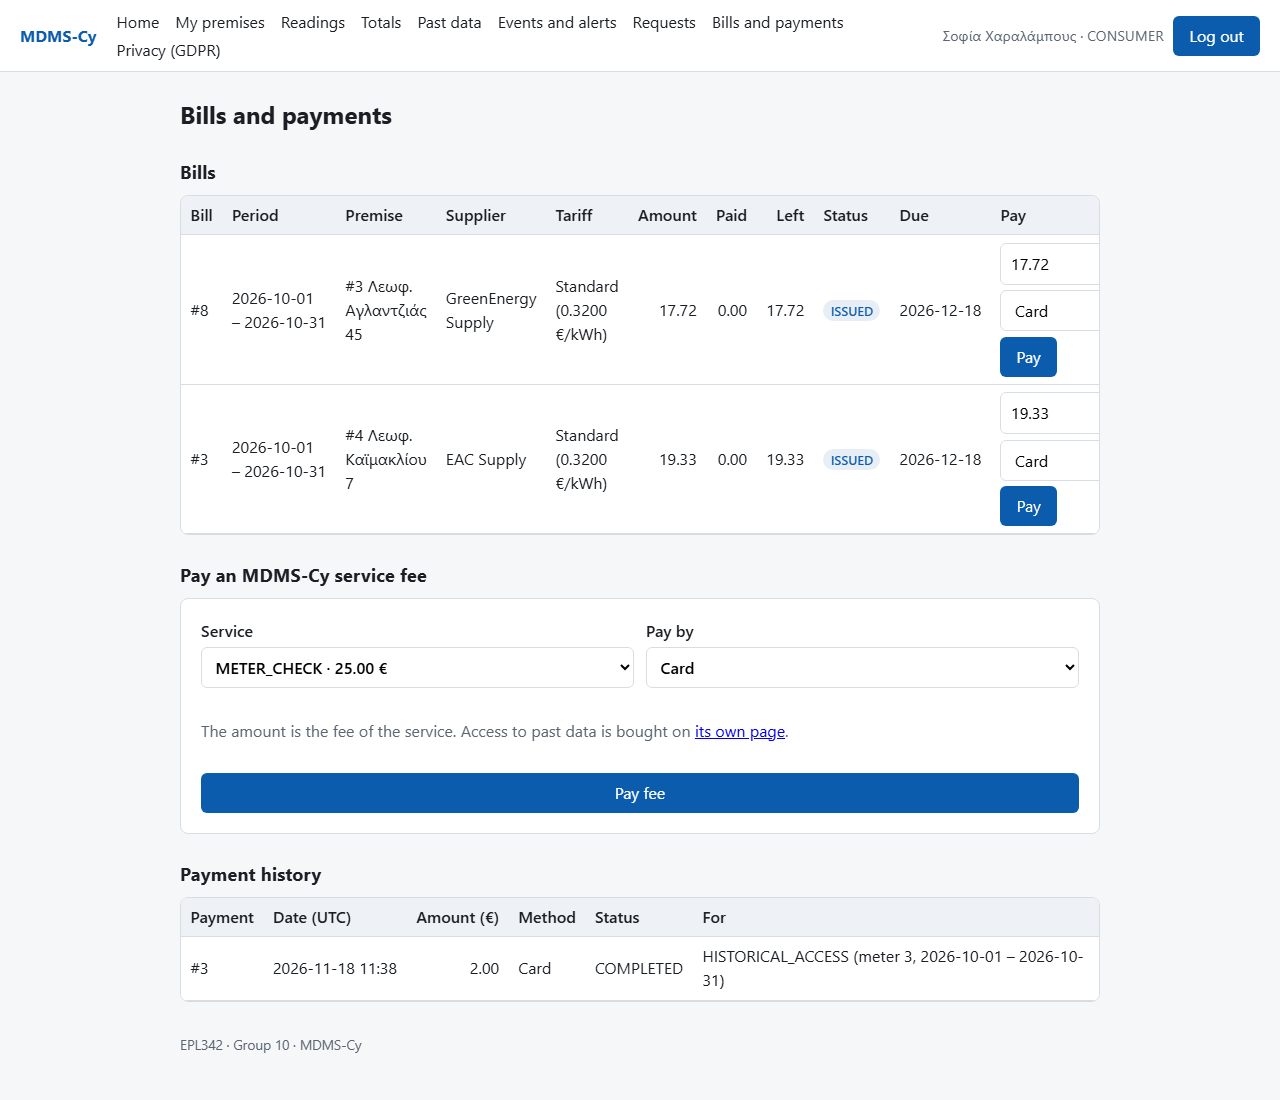 MDMS-Cy
Home My premises Readings Totals Past data Events and alerts Requests Bills and payments
Privacy (GDPR)
Σοφία Χαραλάμπους · CONSUMER
Log out
Bills and payments
Bills
Bill Period Premise Supplier Tariff Amount Paid Left Status Due Pay
#8 2026-10-01 – 2026-10-31 #3 Λεωφ. Αγλαντζιάς 45 GreenEnergy Supply Standard (0.3200 €/kWh) 17.72 0.00 17.72 ISSUED 2026-12-18 17.72
Card
Pay
#3 2026-10-01 – 2026-10-31 #4 Λεωφ. Καϊμακλίου 7 EAC Supply Standard (0.3200 €/kWh) 19.33 0.00 19.33 ISSUED 2026-12-18 19.33
Card
Pay
Pay an MDMS-Cy service fee
Service Pay by
METER_CHECK · 25.00 € Card
The amount is the fee of the service. Access to past data is bought on its own page.
Pay fee
Payment history
Payment Date (UTC) Amount (€) Method Status For
#3 2026-11-18 11:38 2.00 Card COMPLETED HISTORICAL_ACCESS (meter 3, 2026-10-01 – 2026-10-
31)
EPL342 · Group 10 · MDMS-Cy